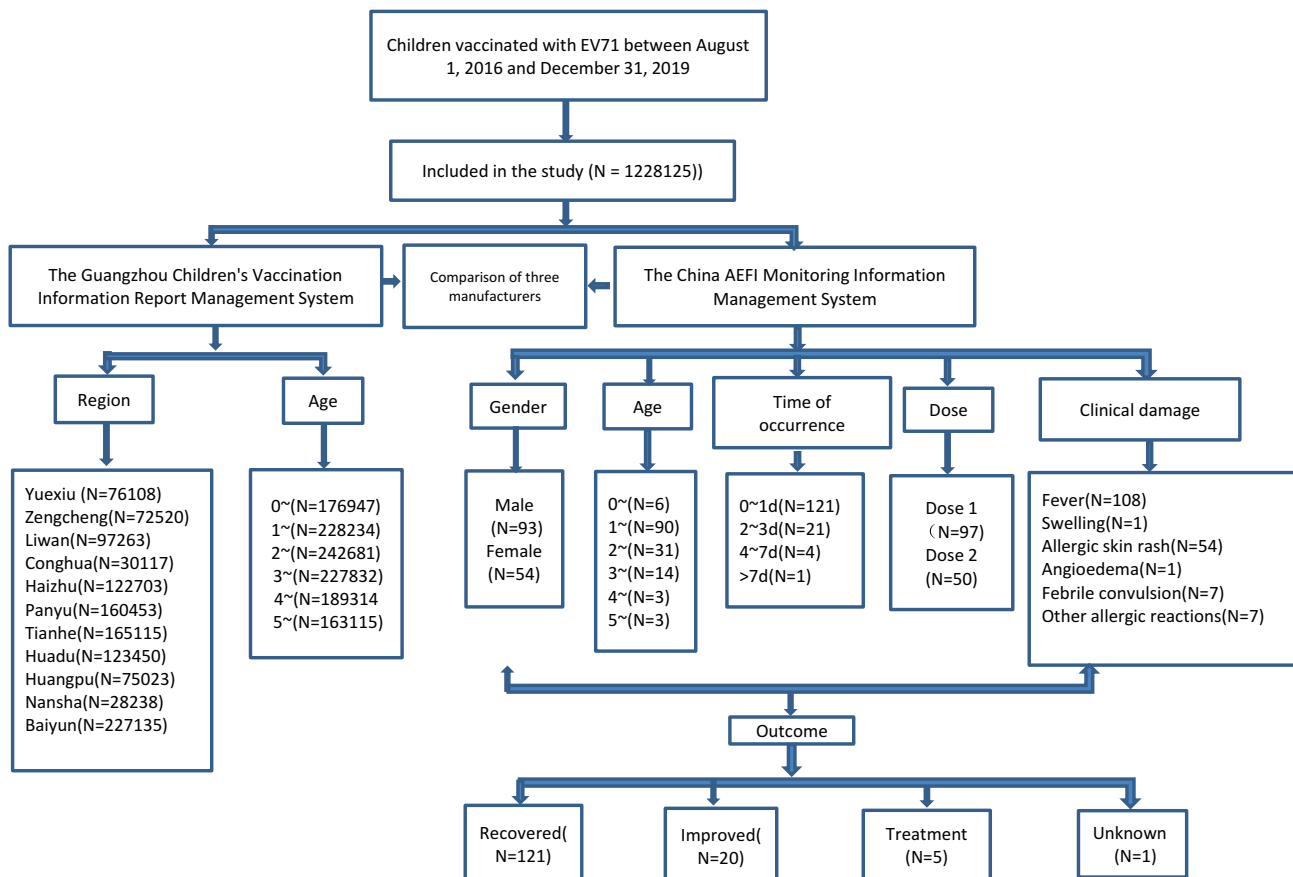 Children vaccinated with EV71 between August
1, 2016 and December 31, 2019
Included in the study (N = 1228125))
The Guangzhou Children's Vaccination
Information Report Management System
Comparison of three
manufacturers
The China AEFI Monitoring Information
Management System
Region
Age
Gender
Age
Time of
occurrence
Dose
Clinical damage
Yuexiu (N=76108)
Zengcheng(N=72520)
Liwan(N=97263)
Conghua(N=30117)
Haizhu(N=122703)
Panyu(N=160453)
Tianhe(N=165115)
Huadu(N=123450)
Huangpu(N=75023)
Nansha(N=28238)
Baiyun(N=227135)
0~(N=176947)
1~(N=228234)
2~(N=242681)
3~(N=227832)
4~(N=189314
5~(N=163115)
Male
(N=93)
Female
(N=54)
0~(N=6)
1~(N=90)
2~(N=31)
3~(N=14)
4~(N=3)
5~(N=3)
0~1d(N=121)
2~3d(N=21)
4~7d(N=4)
>7d(N=1)
Dose 1
（N=97)
Dose 2
(N=50)
Fever(N=108)
Swelling(N=1)
Allergic skin rash(N=54)
Angioedema(N=1)
Febrile convulsion(N=7)
Other allergic reactions(N=7)
Outcome
Recovered(
N=121)
Improved(
N=20)
Treatment
(N=5)
Unknown
(N=1)